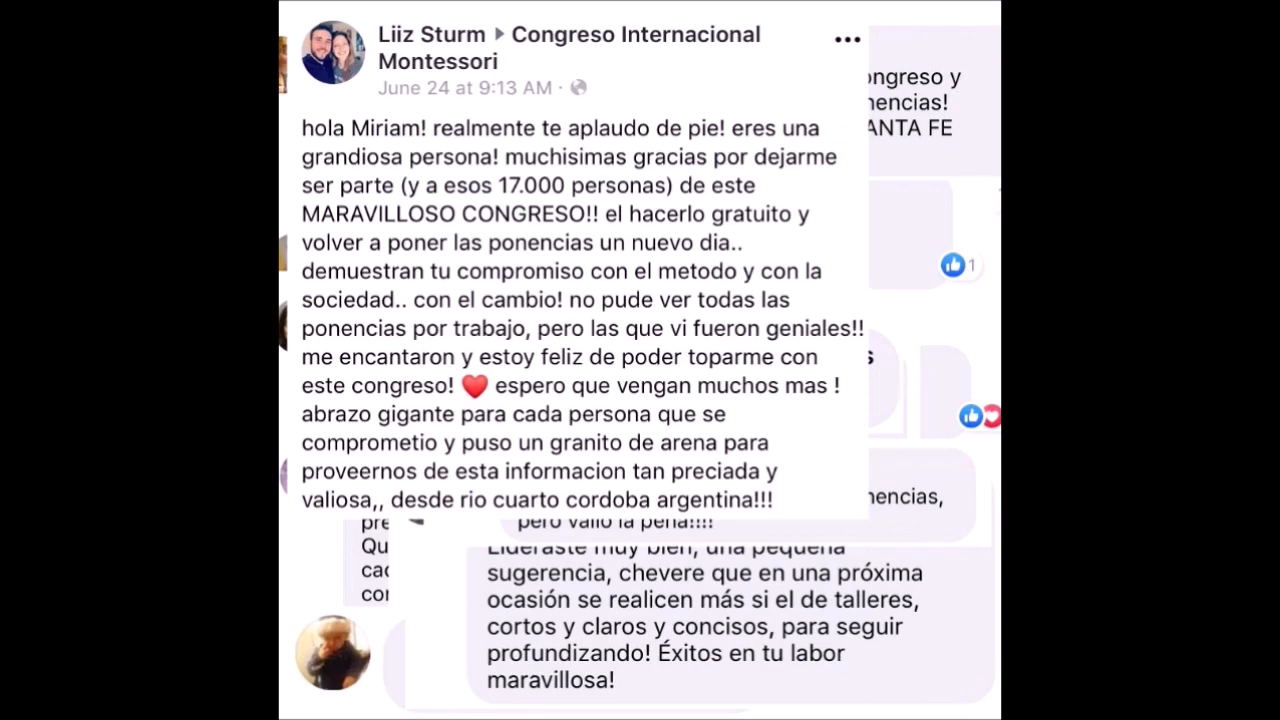 Liiz Sturm ▸ Congreso Internacional
Montessori
June 24 at 9:13 AM ·
hola Miriam! realmente te aplaudo de pie! eres una
grandiosa persona! muchisimas gracias por dejarme
ser parte (y a esos 17.000 personas) de este
MARAVILLOSO CONGRESO!! el hacerlo gratuito y
volver a poner las ponencias un nuevo dia..
demuestran tu compromiso con el metodo y con la
sociedad.. con el cambio! no pude ver todas las
ponencias por trabajo, pero las que vi fueron geniales!!
me encantaron y estoy feliz de poder toparme con
este congreso! ❤️ espero que vengan muchos mas !
abrazo gigante para cada persona que se
comprometio y puso un granito de arena para
proveernos de esta informacion tan preciada y
valiosa,, desde rio cuarto cordoba argentina!!!
ongreso y
nencias!
ANTA FE
1
s
nencias,
pero valió la pena!!!!
pre
Qu
cad
con
Lideraste muy bien, una pequeña
sugerencia, chevere que en una próxima
ocasión se realicen más si el de talleres,
cortos y claros y concisos, para seguir
profundizando! Éxitos en tu labor
maravillosa!